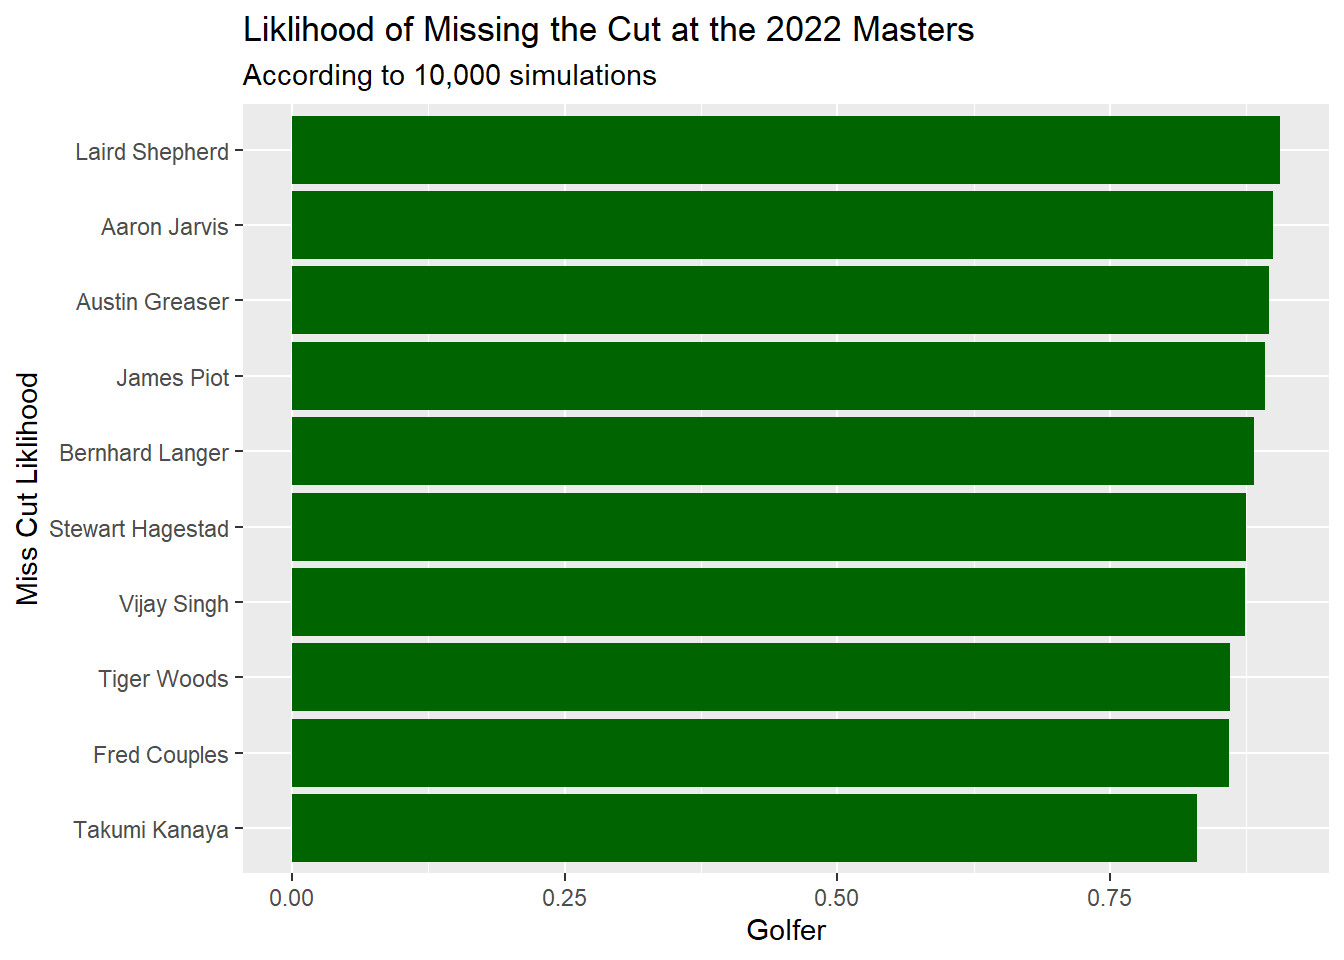 Liklihood of Missing the Cut at the 2022 Masters
According to 10,000 simulations
Miss Cut Liklihood
Laird Shepherd
Aaron Jarvis
Austin Greaser
James Piot
Bernhard Langer
Stewart Hagestad
Vijay Singh
Tiger Woods
Fred Couples
Takumi Kanaya
0.00
0.25
0.50
0.75
Golfer